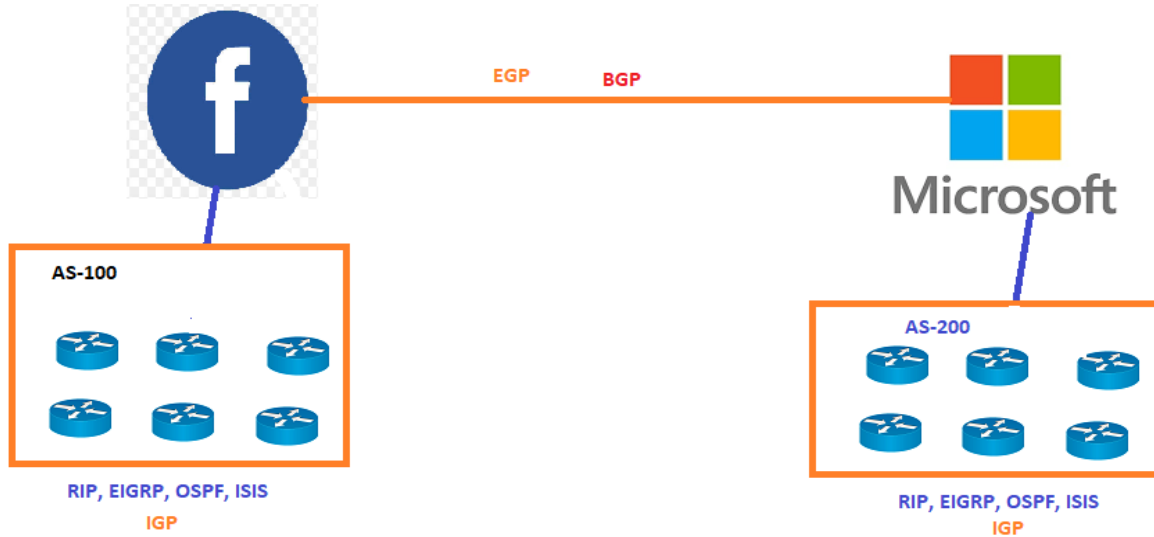 f
EGP BGP
Microsoft
AS-100
RIP, EIGRP, OSPF, ISIS
IGP
AS-200
RIP, EIGRP, OSPF, ISIS
IGP